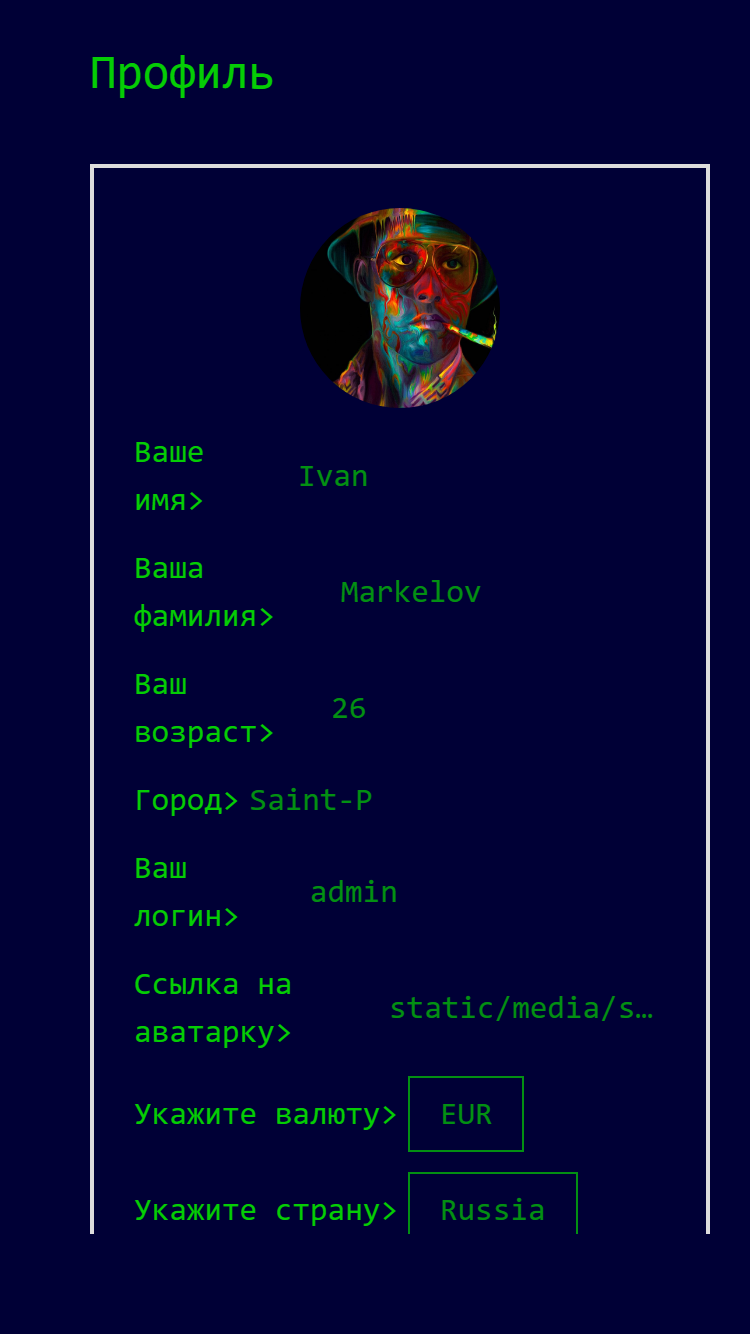 Профиль
Ваше
имя>
Ivan
Ваша
фамилия>
Markelov
Ваш
возраст>
26
Город> Saint-P
Ваш
логин>
admin
Ссылка на
аватарку>
static/media/s…
Укажите валюту> EUR
Укажите страну> Russia